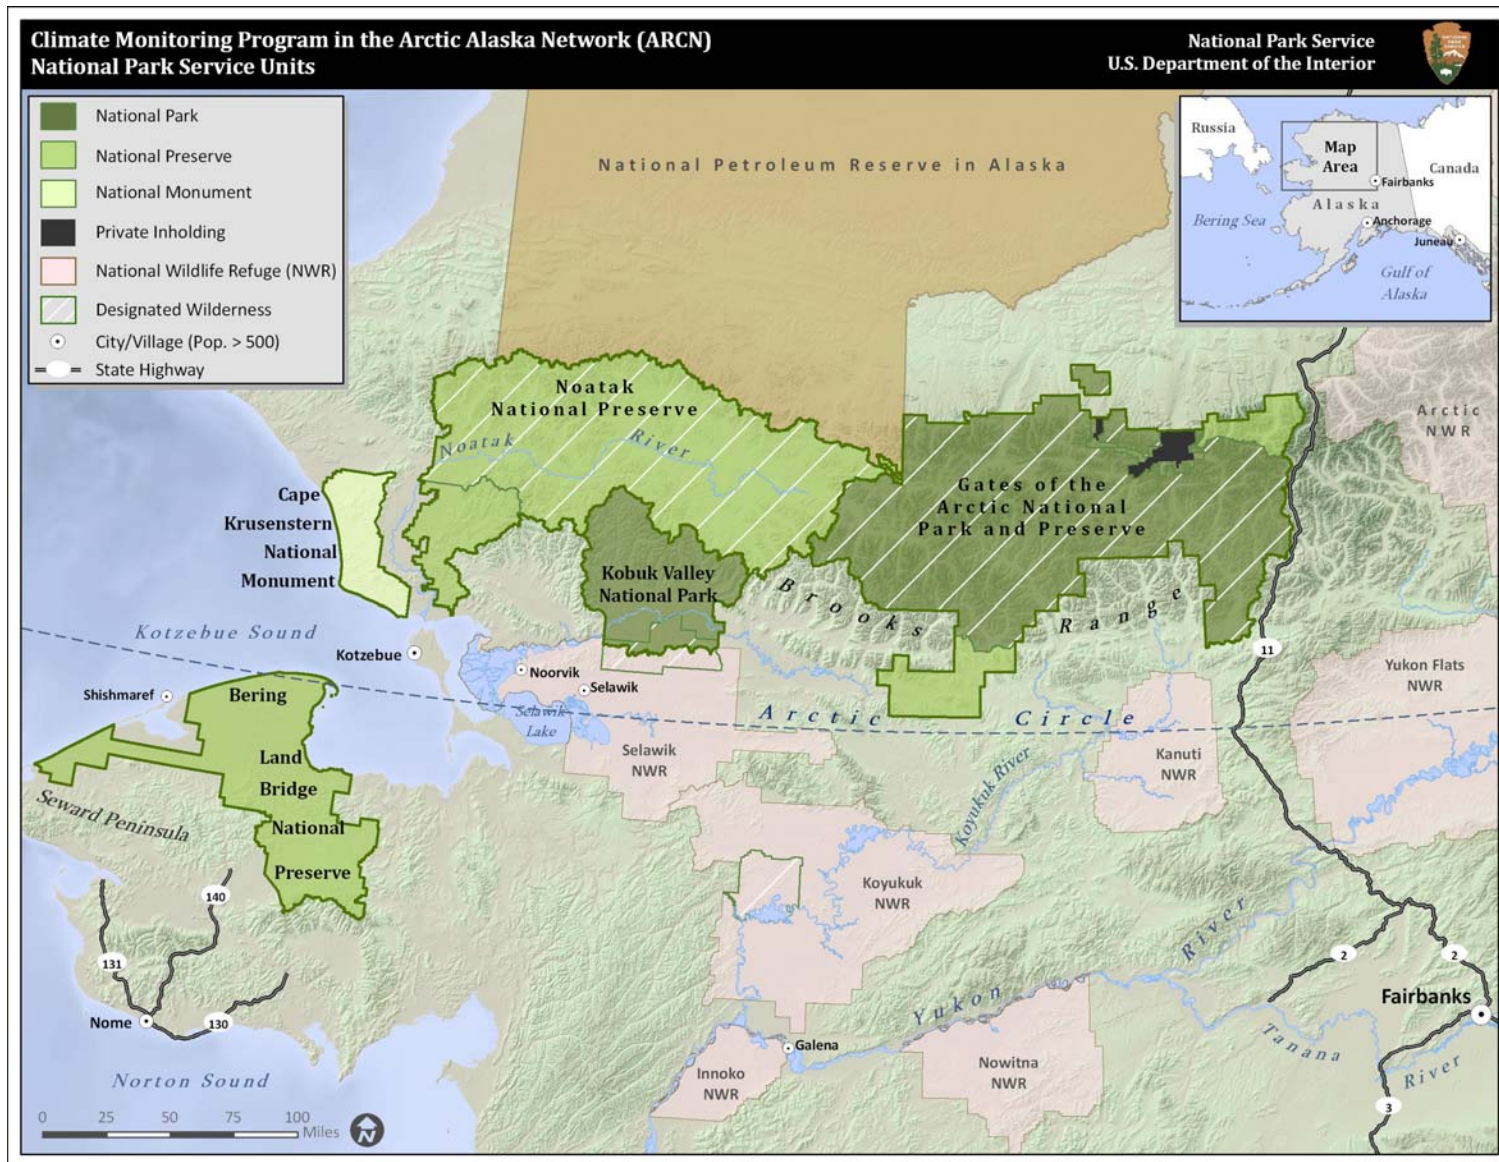 Climate Monitoring Program in the Arctic Alaska Network (ARCN)
National Park Service Units
National Park Service
U.S. Department of the Interior
National Park
National Preserve
National Monument
Private Inholding
National Wildlife Refuge (NWR)
Designated Wilderness
City/Village (Pop. > 500)
State Highway
National Petroleum Reserve in Alaska
Russia
Map
Area
Canada
Fairbanks
Alaska
Bering Sea
Anchorage
Juneau
Gulf of
Alaska
Noatak
National Preserve
Noatak River
Arctic
NWR
Cape
Krusenstern
National
Monument
Gates of the
Arctic National
Park and Preserve
Kobuk Valley
National Park
Brooks Range
Kotzebue Sound
Kotzebue
11
Noorvik
Selawik
Selawik
Lake
Yukon Flats
NWR
Shishmaref
Bering
Land
Bridge
National
Preserve
Arctic Circle
Selawik
NWR
Kanuti
NWR
Koyukuk River
Seward Peninsula
Koyukuk
NWR
140
131
130
Nome
Yukon River
2
2
Fairbanks
Tanana River
Galena
Innoko
NWR
Nowitna
NWR
3
Norton Sound
0 25 50 75 100
Miles
N